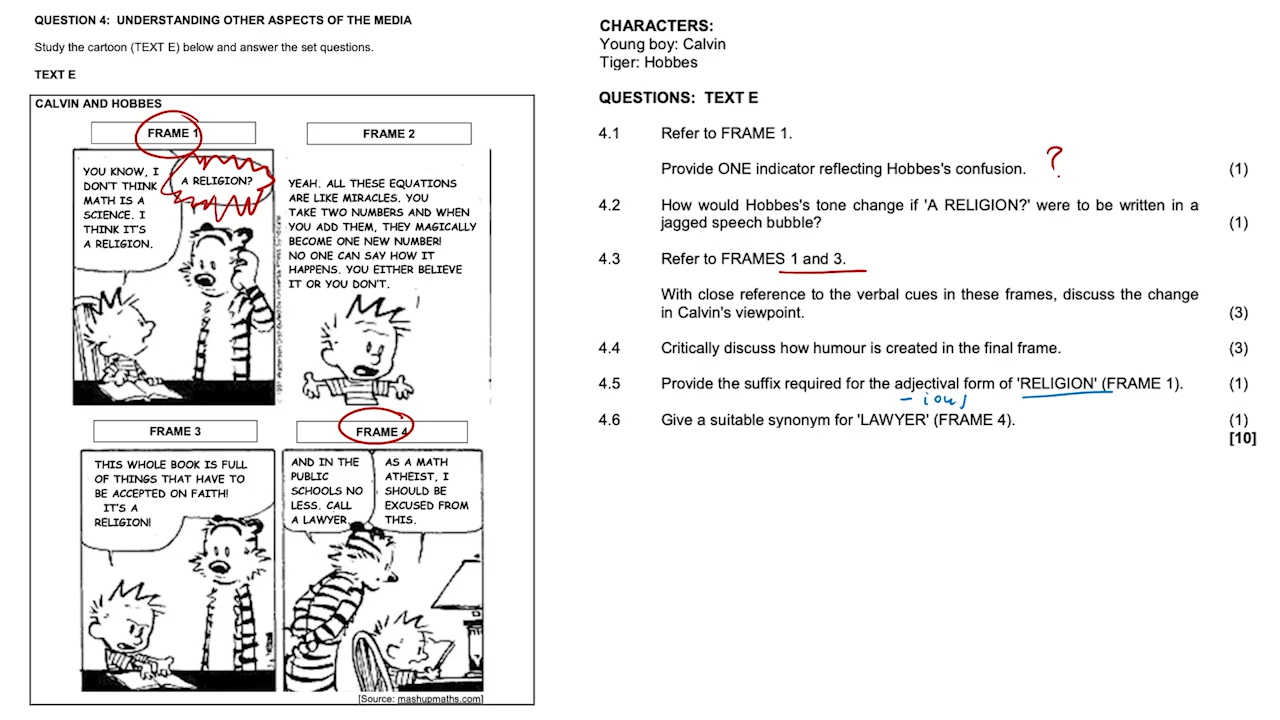 QUESTION 4: UNDERSTANDING OTHER ASPECTS OF THE MEDIA
Study the cartoon (TEXT E) below and answer the set questions.
TEXT E
CALVIN AND HOBBES
FRAME 1
YOU KNOW, I
DON'T THINK
MATH IS A
SCIENCE. I
THINK IT'S
A RELIGION.
A RELIGION?
FRAME 2
YEAH. ALL THESE EQUATIONS
ARE LIKE MIRACLES. YOU
TAKE TWO NUMBERS AND WHEN
YOU ADD THEM, THEY MAGICALLY
BECOME ONE NEW NUMBER!
NO ONE CAN SAY HOW IT
HAPPENS. YOU EITHER BELIEVE
IT OR YOU DON'T.
FRAME 3
THIS WHOLE BOOK IS FULL
OF THINGS THAT HAVE TO
BE ACCEPTED ON FAITH!
IT'S A
RELIGION!
FRAME 4
AND IN THE
PUBLIC
SCHOOLS NO
LESS. CALL
A LAWYER.
AS A MATH
ATHEIST, I
SHOULD BE
EXCUSED FROM
THIS.
[Source: mashupmaths.com]
CHARACTERS:
Young boy: Calvin
Tiger: Hobbes
QUESTIONS: TEXT E
4.1 Refer to FRAME 1.
Provide ONE indicator reflecting Hobbes's confusion. ? (1)
4.2 How would Hobbes's tone change if 'A RELIGION?' were to be written in a
jagged speech bubble? (1)
4.3 Refer to FRAMES 1 and 3.
With close reference to the verbal cues in these frames, discuss the change
in Calvin's viewpoint. (3)
4.4 Critically discuss how humour is created in the final frame. (3)
4.5 Provide the suffix required for the adjectival form of 'RELIGION' (FRAME 1). (1)
- ious
4.6 Give a suitable synonym for 'LAWYER' (FRAME 4). (1)
[10]